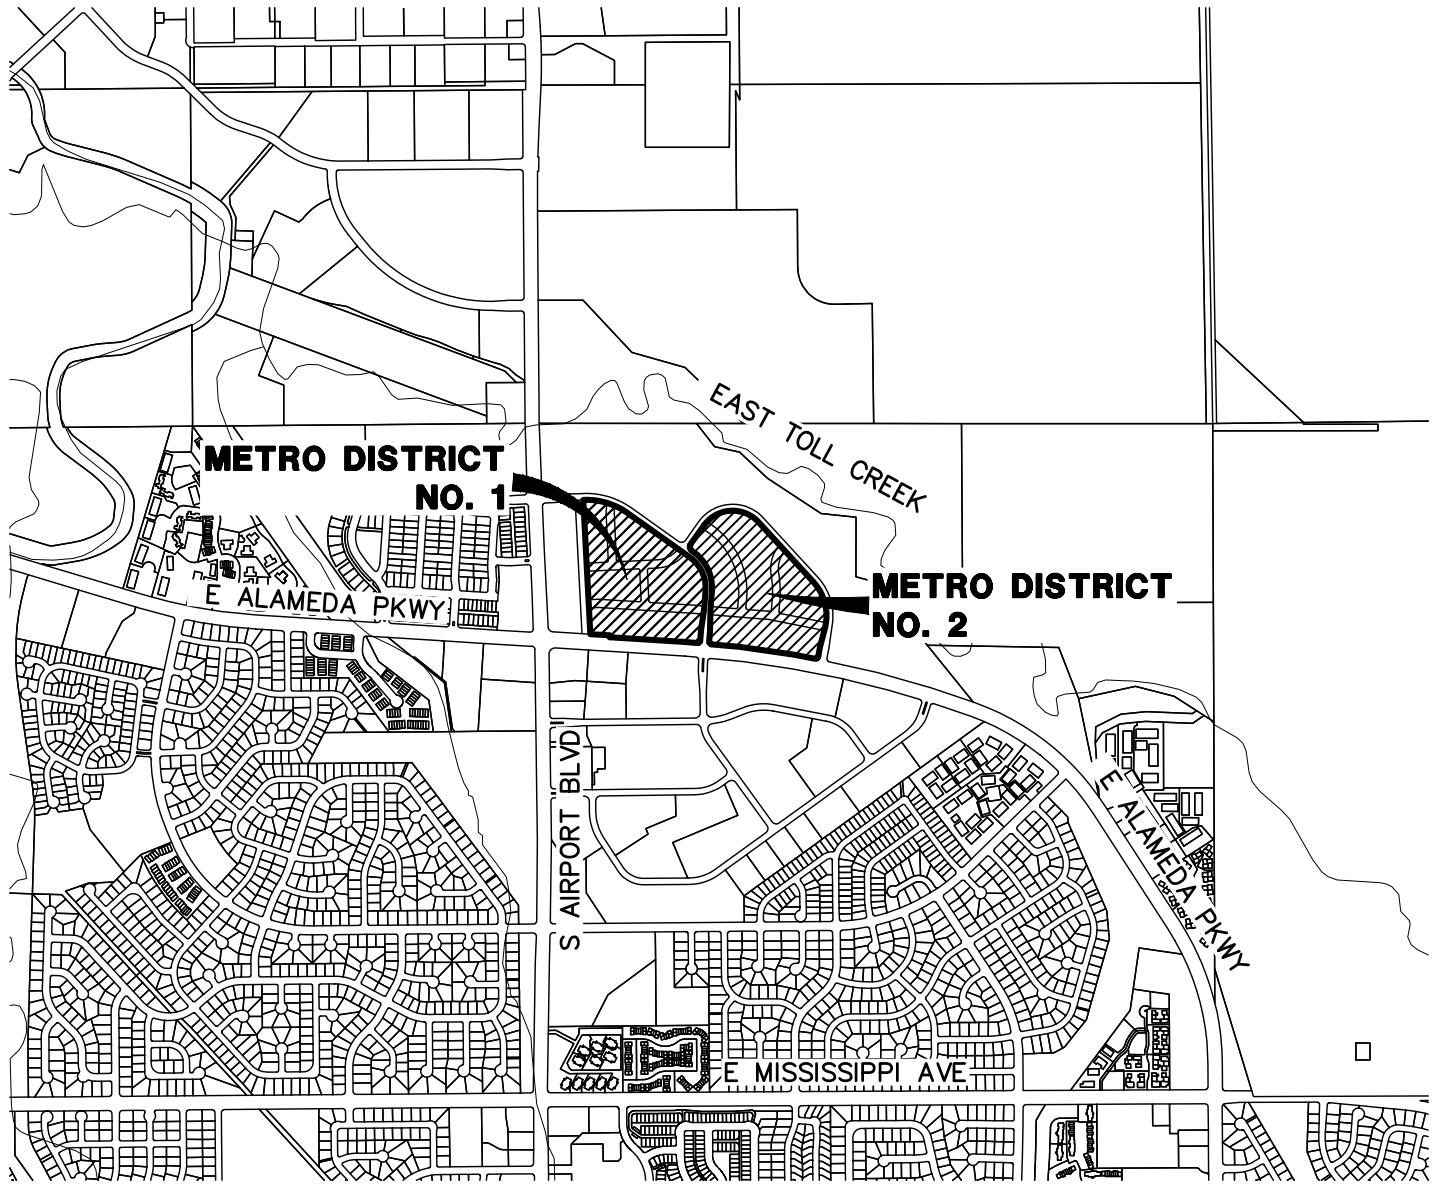 EAST TOLL CREEK
METRO DISTRICT
NO. 1
METRO DISTRICT
NO. 2
E ALAMEDA PKWY
S AIRPORT BLVD
E ALAMEDA PKWY
E MISSISSIPPI AVE